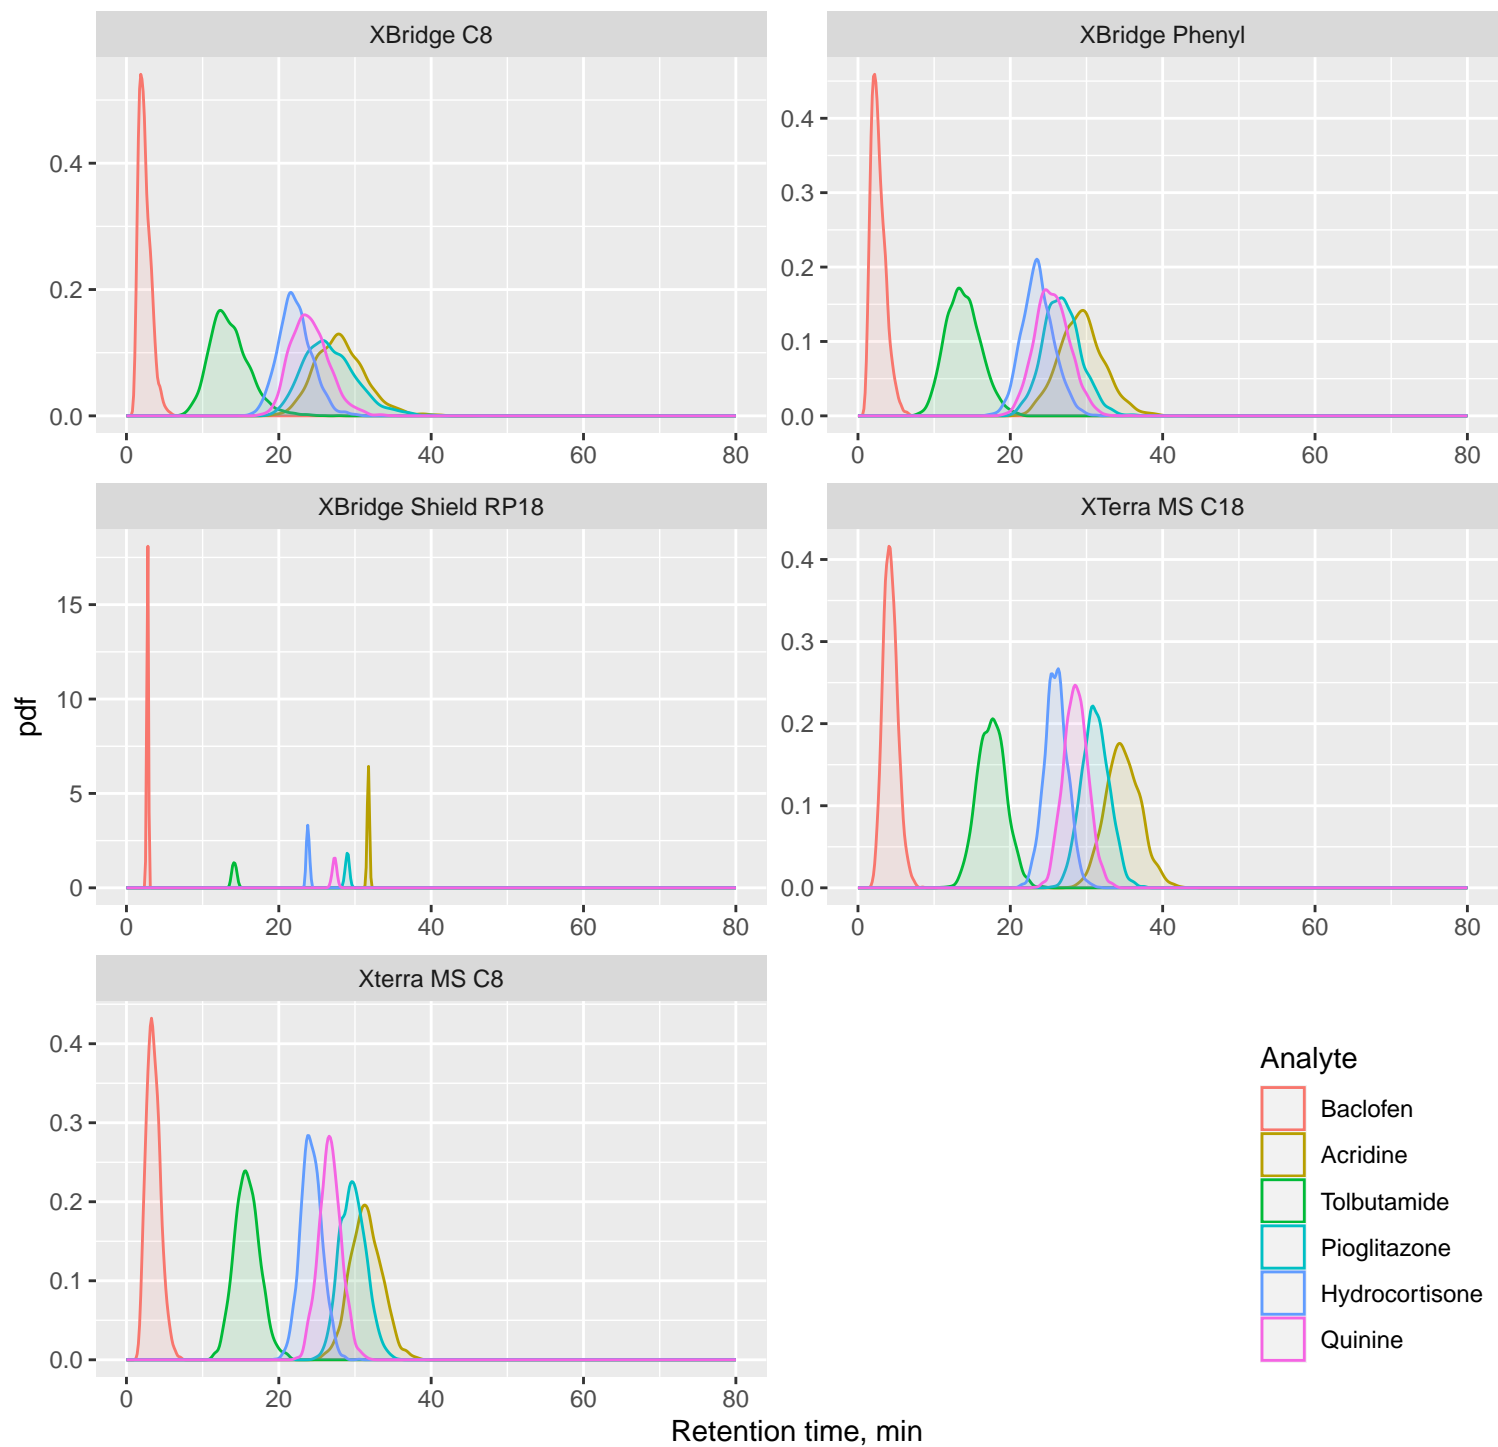 XBridge C8
XBridge Phenyl
0.4
0.2
0.0
0 20 40 60 80
0.4
0.3
0.2
0.1
0.0
0 20 40 60 80
XBridge Shield RP18
XTerra MS C18
pdf
15
10
5
0
0 20 40 60 80
0.4
0.3
0.2
0.1
0.0
0 20 40 60 80
Xterra MS C8
0.4
0.3
0.2
0.1
0.0
0 20 40 60 80
Retention time, min
Analyte
Baclofen
Acridine
Tolbutamide
Pioglitazone
Hydrocortisone
Quinine